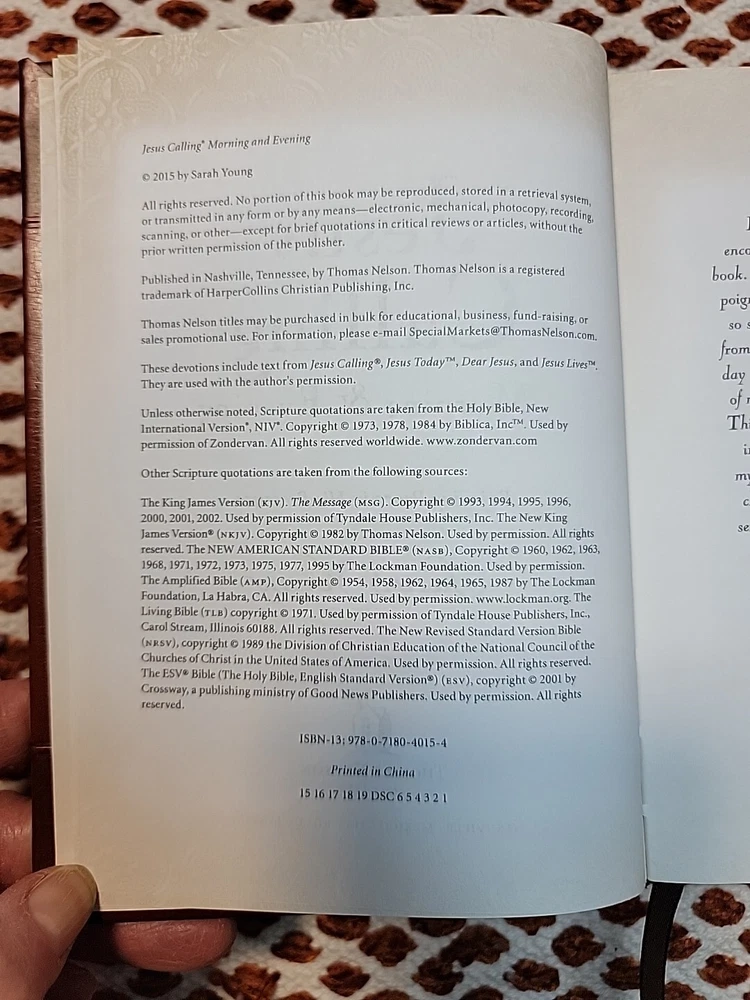 Jesus Calling® Morning and Evening
© 2015 by Sarah Young
All rights reserved. No portion of this book may be reproduced, stored in a retrieval system,
or transmitted in any form or by any means—electronic, mechanical, photocopy, recording,
scanning, or other—except for brief quotations in critical reviews or articles, without the
prior written permission of the publisher.
Published in Nashville, Tennessee, by Thomas Nelson. Thomas Nelson is a registered
trademark of HarperCollins Christian Publishing, Inc.
Thomas Nelson titles may be purchased in bulk for educational, business, fund-raising, or
sales promotional use. For information, please e-mail SpecialMarkets@ThomasNelson.com.
These devotions include text from Jesus Calling®, Jesus Today™, Dear Jesus, and Jesus Lives™.
They are used with the author's permission.
Unless otherwise noted, Scripture quotations are taken from the Holy Bible, New
International Version®, NIV®. Copyright © 1973, 1978, 1984 by Biblica, Inc™. Used by
permission of Zondervan. All rights reserved worldwide. www.zondervan.com
Other Scripture quotations are taken from the following sources:
The King James Version (KJV). The Message (MSG). Copyright © 1993, 1994, 1995, 1996,
2000, 2001, 2002. Used by permission of Tyndale House Publishers, Inc. The New King
James Version® (NKJV). Copyright © 1982 by Thomas Nelson. Used by permission. All rights
reserved. The NEW AMERICAN STANDARD BIBLE® (NASB), Copyright © 1960, 1962, 1963,
1968, 1971, 1972, 1973, 1975, 1977, 1995 by The Lockman Foundation. Used by permission.
The Amplified Bible (AMP), Copyright © 1954, 1958, 1962, 1964, 1965, 1987 by The Lockman
Foundation, La Habra, CA. All rights reserved. Used by permission. www.lockman.org. The
Living Bible (TLB) copyright © 1971. Used by permission of Tyndale House Publishers, Inc.,
Carol Stream, Illinois 60188. All rights reserved. The New Revised Standard Version Bible
(NRSV), copyright © 1989 the Division of Christian Education of the National Council of the
Churches of Christ in the United States of America. Used by permission. All rights reserved.
The ESV® Bible (The Holy Bible, English Standard Version®) (ESV), copyright © 2001 by
Crossway, a publishing ministry of Good News Publishers. Used by permission. All rights
reserved.
ISBN-13: 978-0-7180-4015-4
Printed in China
15 16 17 18 19 DSC 6 5 4 3 2 1
enco
book.
poign
so s
from
day
of
Thi
my
se